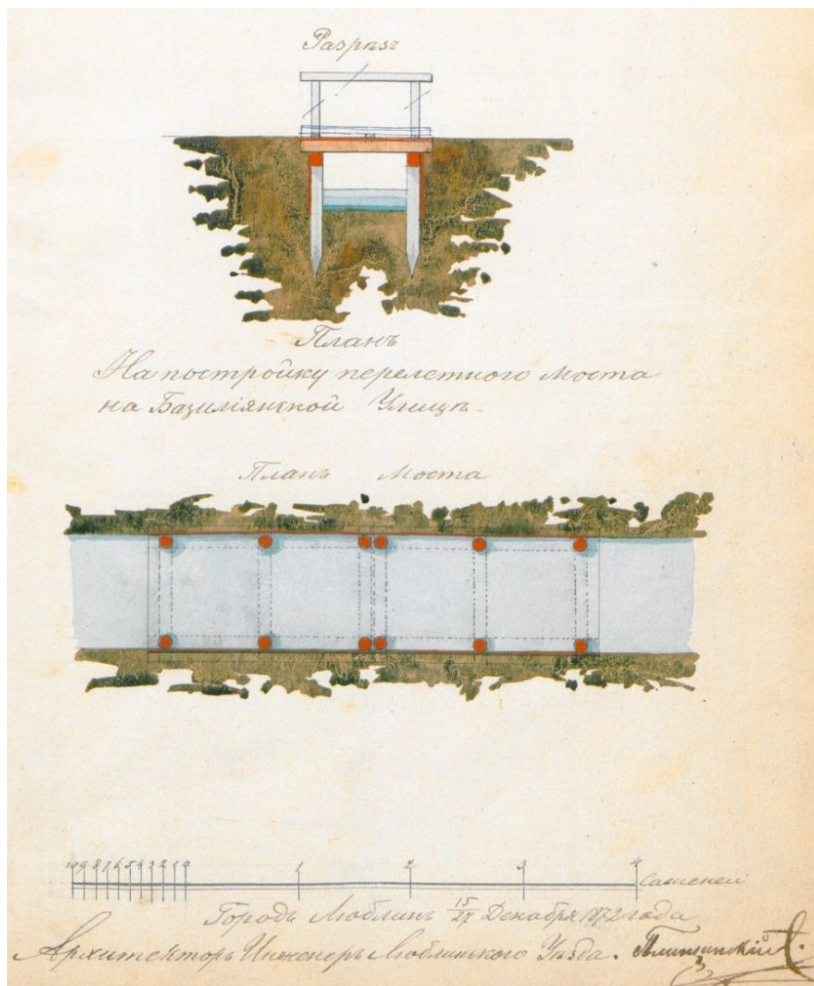 Разрѣзъ
Планъ
На постройку перелетного моста
на Базиліянской Улицѣ.
Планъ Моста
10 9 8 7 6 5 4 3 2 1 0 1 2 3 4 Саженей
Городъ Люблинъ 15/27 Декабря 1872 года
Архитекторъ Инженеръ Люблинского Уѣзда.